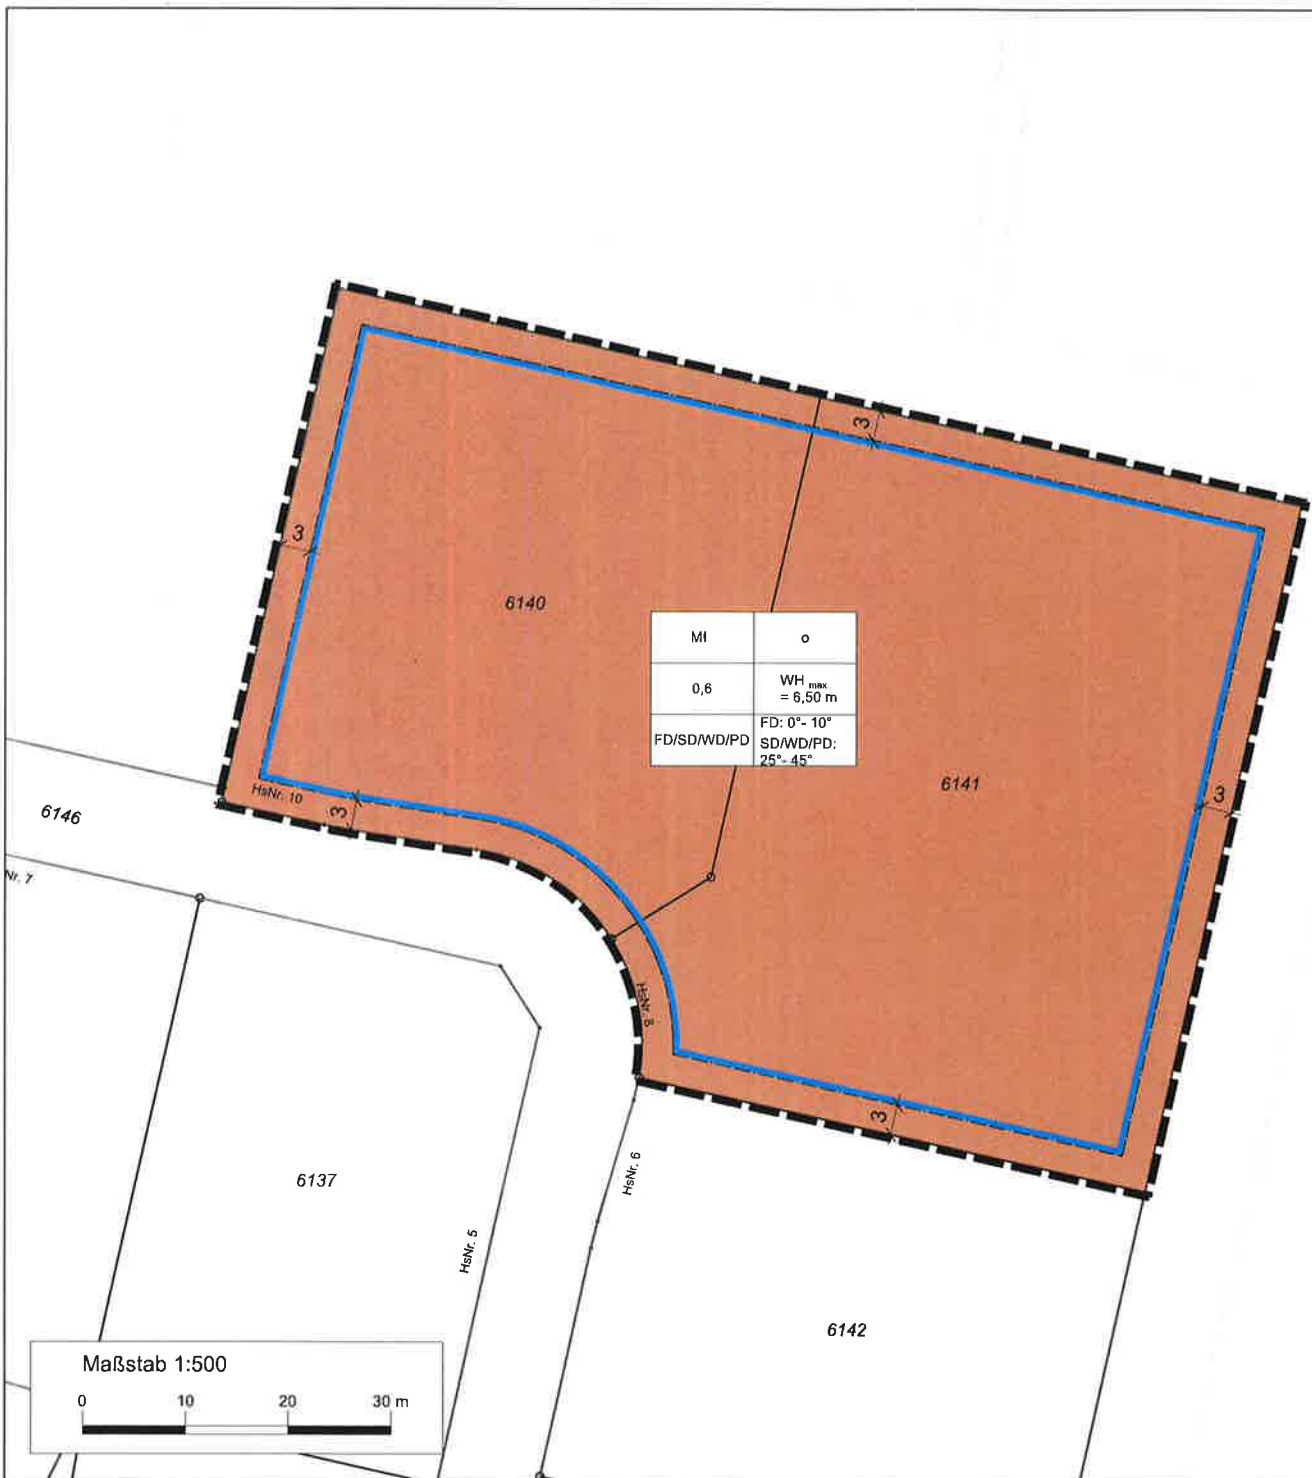 3
3
6140
MI
o
0,6
WH max
= 6,50 m
FD/SD/WD/PD
FD: 0°- 10°
SD/WD/PD:
25°- 45°
6141
HsNr. 10
3
3
6146
Nr. 7
HsNr. 8
3
6137
HsNr. 6
HsNr. 5
6142
Maßstab 1:500
0 10 20 30 m